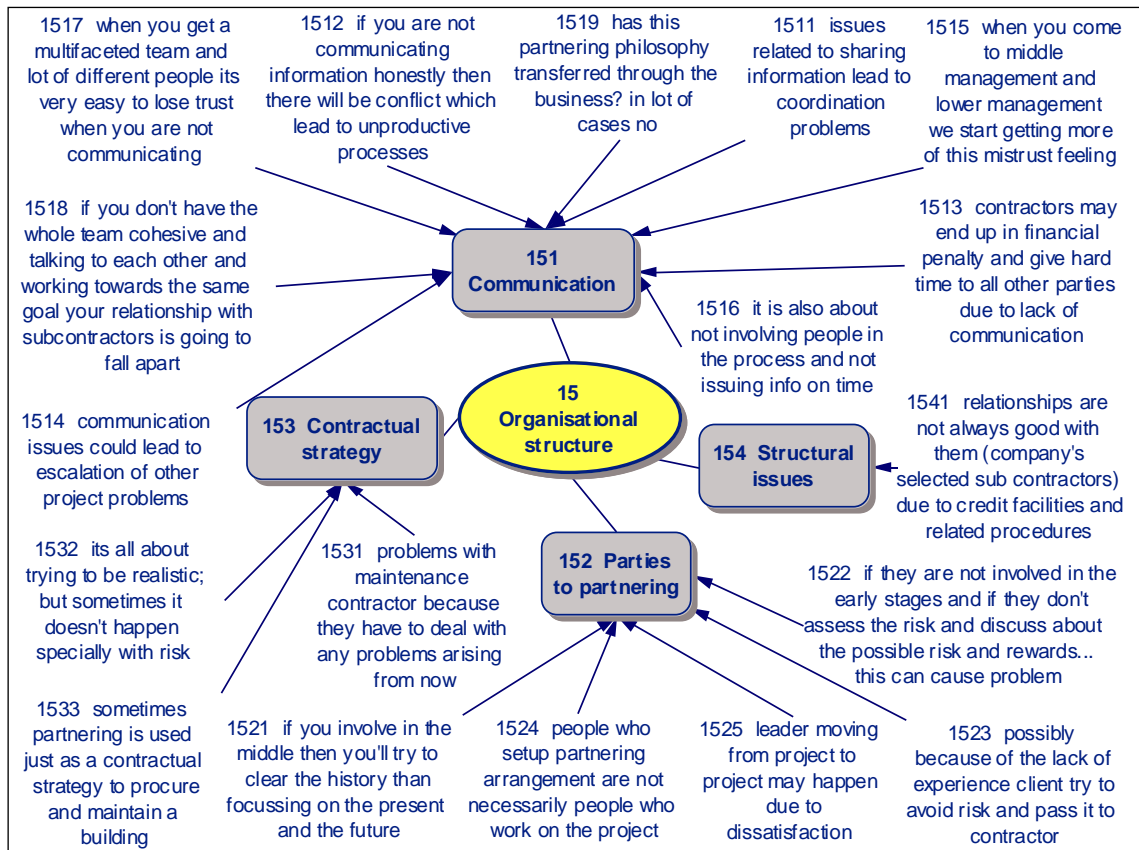 1517 when you get a
multifaceted team and
lot of different people its
very easy to lose trust
when you are not
communicating
1512 if you are not
communicating
information honestly then
there will be conflict which
lead to unproductive
processes
1519 has this
partnering philosophy
transferred through the
business? in lot of
cases no
1511 issues
related to sharing
information lead to
coordination
problems
1515 when you come
to middle
management and
lower management
we start getting more
of this mistrust feeling
1518 if you don't have the
whole team cohesive and
talking to each other and
working towards the same
goal your relationship with
subcontractors is going to
fall apart
151
Communication
1513 contractors may
end up in financial
penalty and give hard
time to all other parties
due to lack of
communication
1516 it is also about
not involving people in
the process and not
issuing info on time
1514 communication
issues could lead to
escalation of other
project problems
153 Contractual
strategy
15
Organisational
structure
154 Structural
issues
1541 relationships are
not always good with
them (company's
selected sub contractors)
due to credit facilities and
related procedures
1532 its all about
trying to be realistic;
but sometimes it
doesn't happen
specially with risk
1531 problems with
maintenance
contractor because
they have to deal with
any problems arising
from now
152 Parties
to partnering
1522 if they are not involved in the
early stages and if they don't
assess the risk and discuss about
the possible risk and rewards...
this can cause problem
1533 sometimes
partnering is used
just as a contractual
strategy to procure
and maintain a
building
1521 if you involve in the
middle then you'll try to
clear the history than
focussing on the present
and the future
1524 people who
setup partnering
arrangement are not
necessarily people who
work on the project
1525 leader moving
from project to
project may happen
due to
dissatisfaction
1523 possibly
because of the lack of
experience client try to
avoid risk and pass it to
contractor